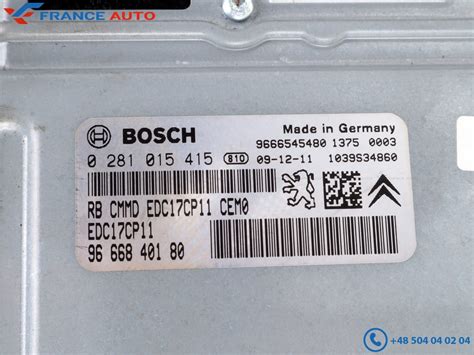 FRANCE AUTO
BOSCH
Made in Germany
9666545480 1375 0003
0 281 015 415 810 09-12-11 1039S34860
RB CMMD EDC17CP11 CEM0
EDC17CP11
96 668 401 80
+48 504 04 02 04